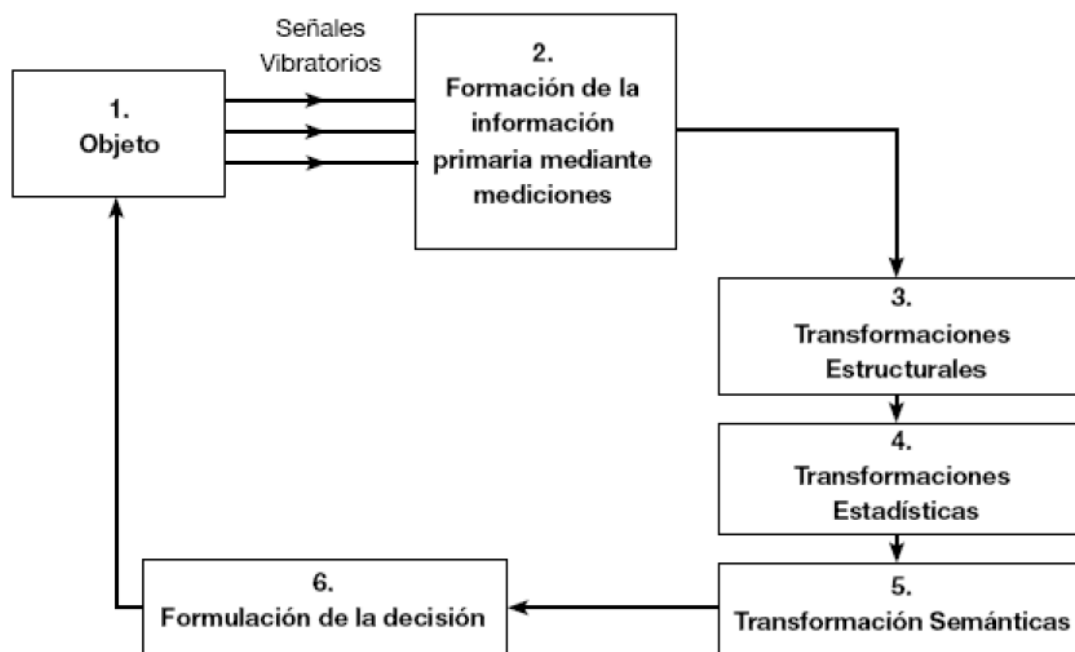 Señales
Vibratorios
1.
Objeto
2.
Formación de la
información
primaria mediante
mediciones
3.
Transformaciones
Estructurales
4.
Transformaciones
Estadísticas
5.
Transformación Semánticas
6.
Formulación de la decisión